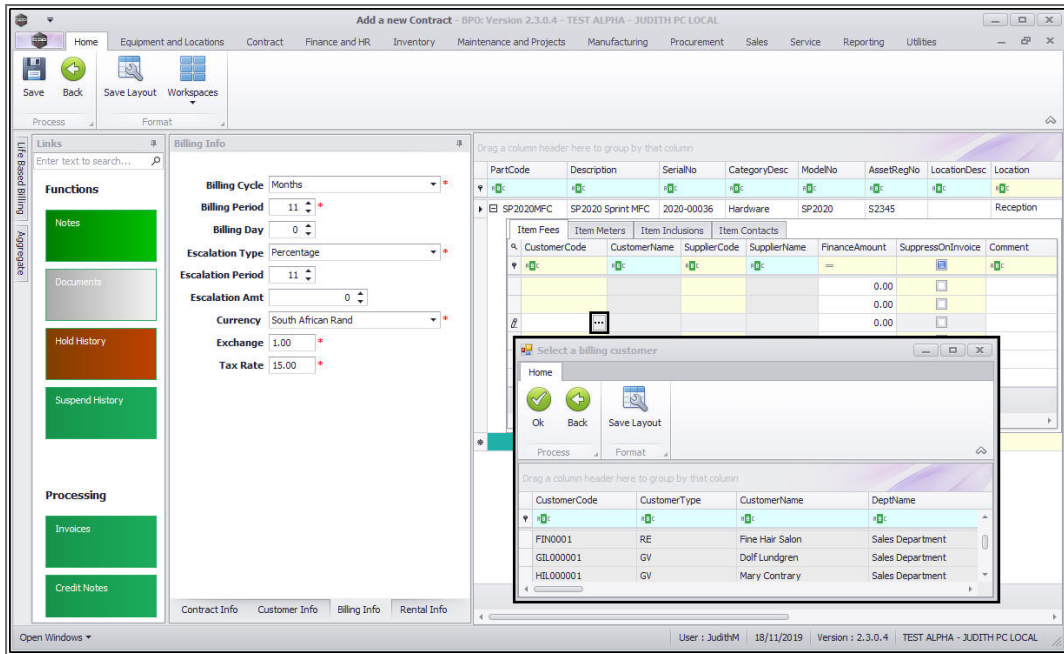 Add a new Contract - BPO: Version 2.3.0.4 - TEST ALPHA - JUDITH PC LOCAL
Home Equipment and Locations Contract Finance and HR Inventory Maintenance and Projects Manufacturing Procurement Sales Service Reporting Utilities
Save Back Save Layout Workspaces
Process Format
Life Based Billing
Aggregate
Links
Enter text to search...
Functions
Notes
Documents
Hold History
Suspend History
Processing
Invoices
Credit Notes
Billing Info
Billing Cycle Months *
Billing Period 11 *
Billing Day 0
Escalation Type Percentage *
Escalation Period 11
Escalation Amt 0
Currency South African Rand *
Exchange 1.00 *
Tax Rate 15.00 *
Contract Info Customer Info Billing Info Rental Info
Drag a column header here to group by that column
PartCode Description SerialNo CategoryDesc ModelNo AssetRegNo LocationDesc Location
SP2020MFC SP2020 Sprint MFC 2020-00036 Hardware SP2020 S2345 Reception
Item Fees Item Meters Item Inclusions Item Contacts
CustomerCode CustomerName SupplierCode SupplierName FinanceAmount SuppressOnInvoice Comment
=
0.00
0.00
0.00
Select a billing customer
Home
Ok Back Save Layout
Process Format
Drag a column header here to group by that column
CustomerCode CustomerType CustomerName DeptName
FIN0001 RE Fine Hair Salon Sales Department
GIL000001 GV Dolf Lundgren Sales Department
HIL000001 GV Mary Contrary Sales Department
Open Windows User : JudithM 18/11/2019 Version : 2.3.0.4 TEST ALPHA - JUDITH PC LOCAL